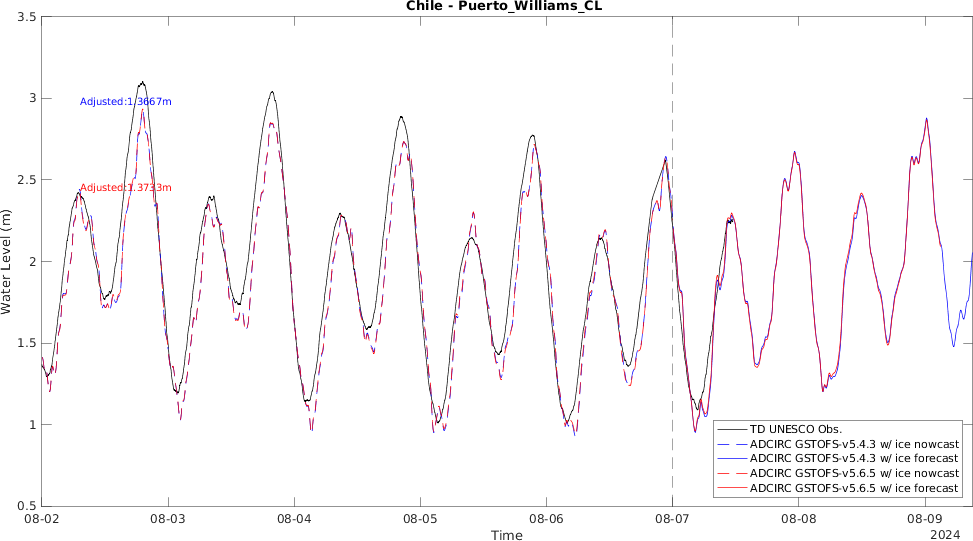 Chile - Puerto_Williams_CL
3.5
3
2.5
2
1.5
1
0.5
Water Level (m)
Adjusted:1.3667m
Adjusted:1.3733m
TD UNESCO Obs.
ADCIRC GSTOFS-v5.4.3 w/ ice nowcast
ADCIRC GSTOFS-v5.4.3 w/ ice forecast
ADCIRC GSTOFS-v5.6.5 w/ ice nowcast
ADCIRC GSTOFS-v5.6.5 w/ ice forecast
08-02 08-03 08-04 08-05 08-06 08-07 08-08 08-09
Time
2024